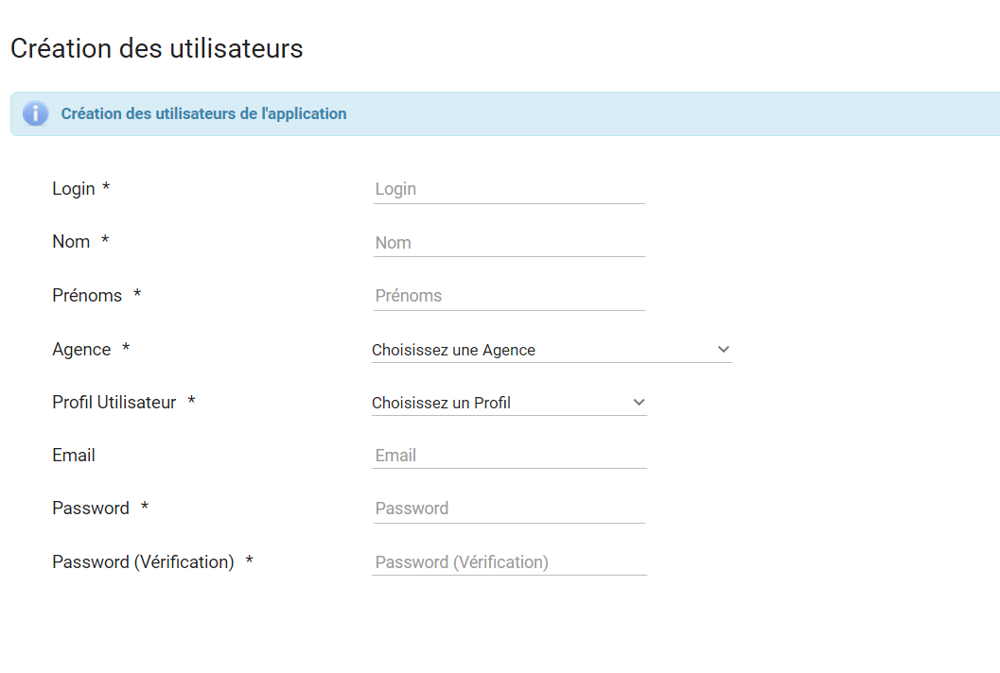 Création des utilisateurs
Création des utilisateurs de l'application
Login * Login
Nom * Nom
Prénoms * Prénoms
Agence * Choisissez une Agence
Profil Utilisateur * Choisissez un Profil
Email Email
Password * Password
Password (Vérification) * Password (Vérification)